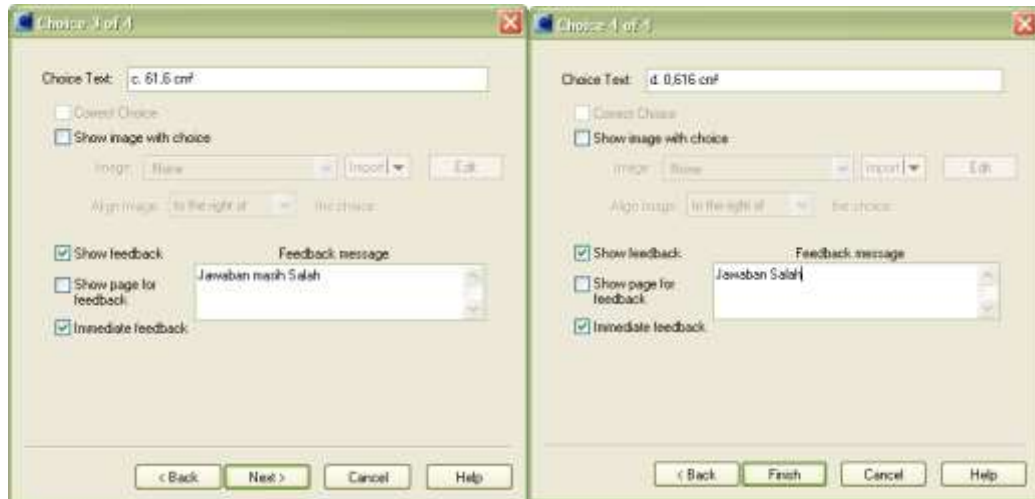 Choice 3 of 4
Choice Text: c. 61,6 cm²
Correct Choice
Show image with choice
Image: None Import Edit
Align image: to the right of the choice
Show feedback Feedback message
Jawaban masih Salah
Show page for feedback
Immediate feedback
< Back Next > Cancel Help
Choice 4 of 4
Choice Text: d. 0,616 cm²
Correct Choice
Show image with choice
Image: None Import Edit
Align image: to the right of the choice
Show feedback Feedback message
Jawaban Salah
Show page for feedback
Immediate feedback
< Back Finish Cancel Help